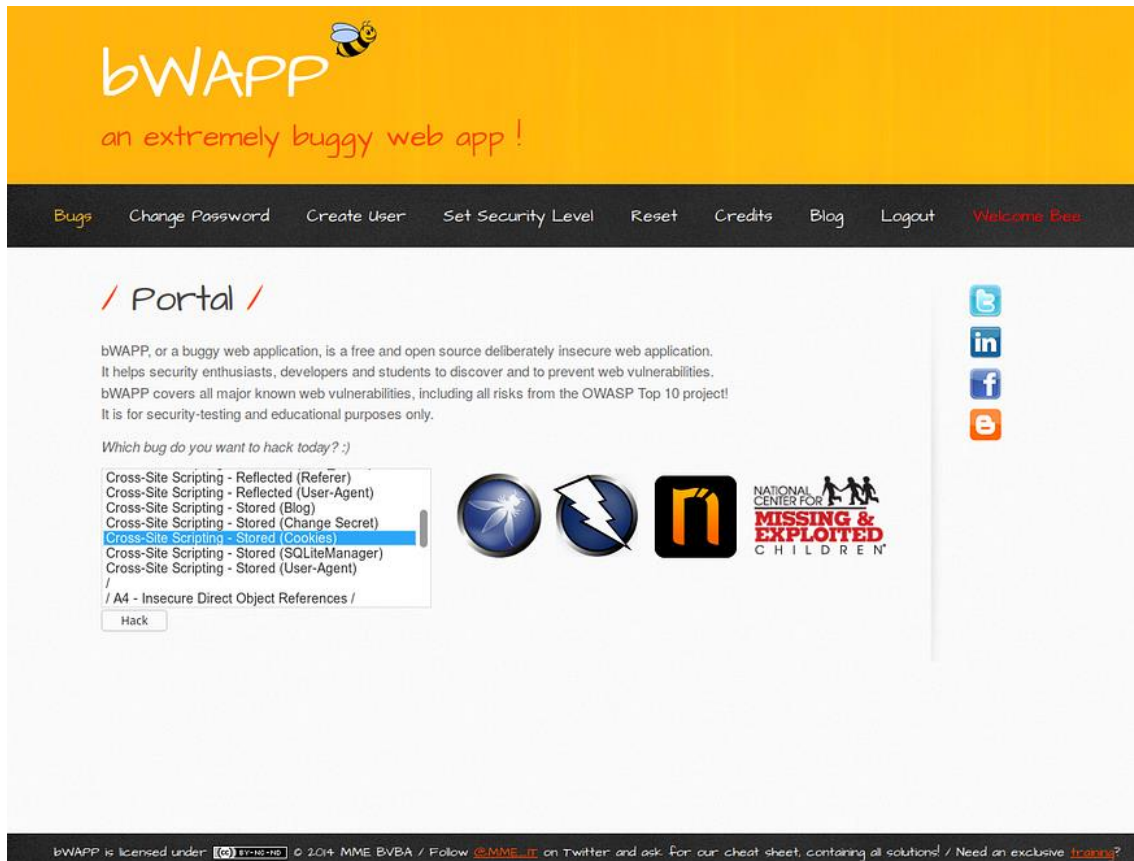 bWAPP
an extremely buggy web app !
Bugs Change Password Create User Set Security Level Reset Credits Blog Logout Welcome Bee
/ Portal /
bWAPP, or a buggy web application, is a free and open source deliberately insecure web application.
It helps security enthusiasts, developers and students to discover and to prevent web vulnerabilities.
bWAPP covers all major known web vulnerabilities, including all risks from the OWASP Top 10 project!
It is for security-testing and educational purposes only.
Which bug do you want to hack today? :)
Cross-Site Scripting - Reflected (Referer)
Cross-Site Scripting - Reflected (User-Agent)
Cross-Site Scripting - Stored (Blog)
Cross-Site Scripting - Stored (Change Secret)
Cross-Site Scripting - Stored (Cookies)
Cross-Site Scripting - Stored (SQLiteManager)
Cross-Site Scripting - Stored (User-Agent)
/
/ A4 - Insecure Direct Object References /
Hack
NATIONAL
CENTER FOR
MISSING &
EXPLOITED
CHILDREN
bWAPP is licensed under (cc) BY-NC-ND © 2014 MME BVBA / Follow @MME_IT on Twitter and ask for our cheat sheet, containing all solutions! / Need an exclusive training?